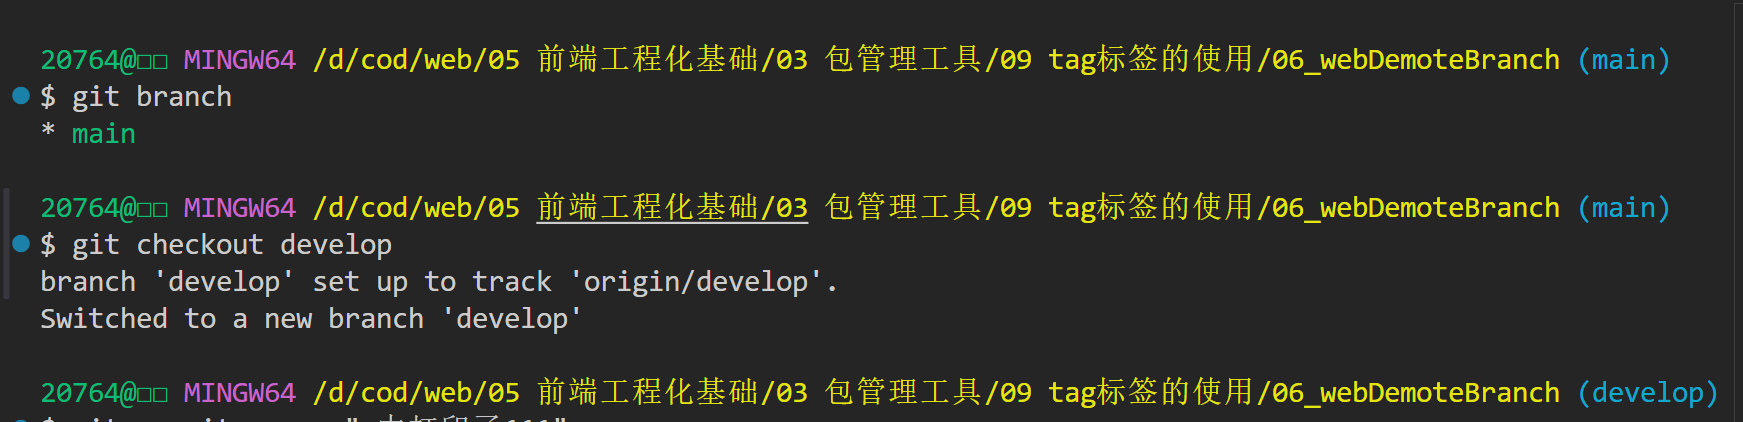 20764@□□ MINGW64 /d/cod/web/05 前端工程化基础/03 包管理工具/09 tag标签的使用/06_webDemoteBranch (main)
$ git branch
* main
20764@□□ MINGW64 /d/cod/web/05 前端工程化基础/03 包管理工具/09 tag标签的使用/06_webDemoteBranch (main)
$ git checkout develop
branch 'develop' set up to track 'origin/develop'.
Switched to a new branch 'develop'
20764@□□ MINGW64 /d/cod/web/05 前端工程化基础/03 包管理工具/09 tag标签的使用/06_webDemoteBranch (develop)